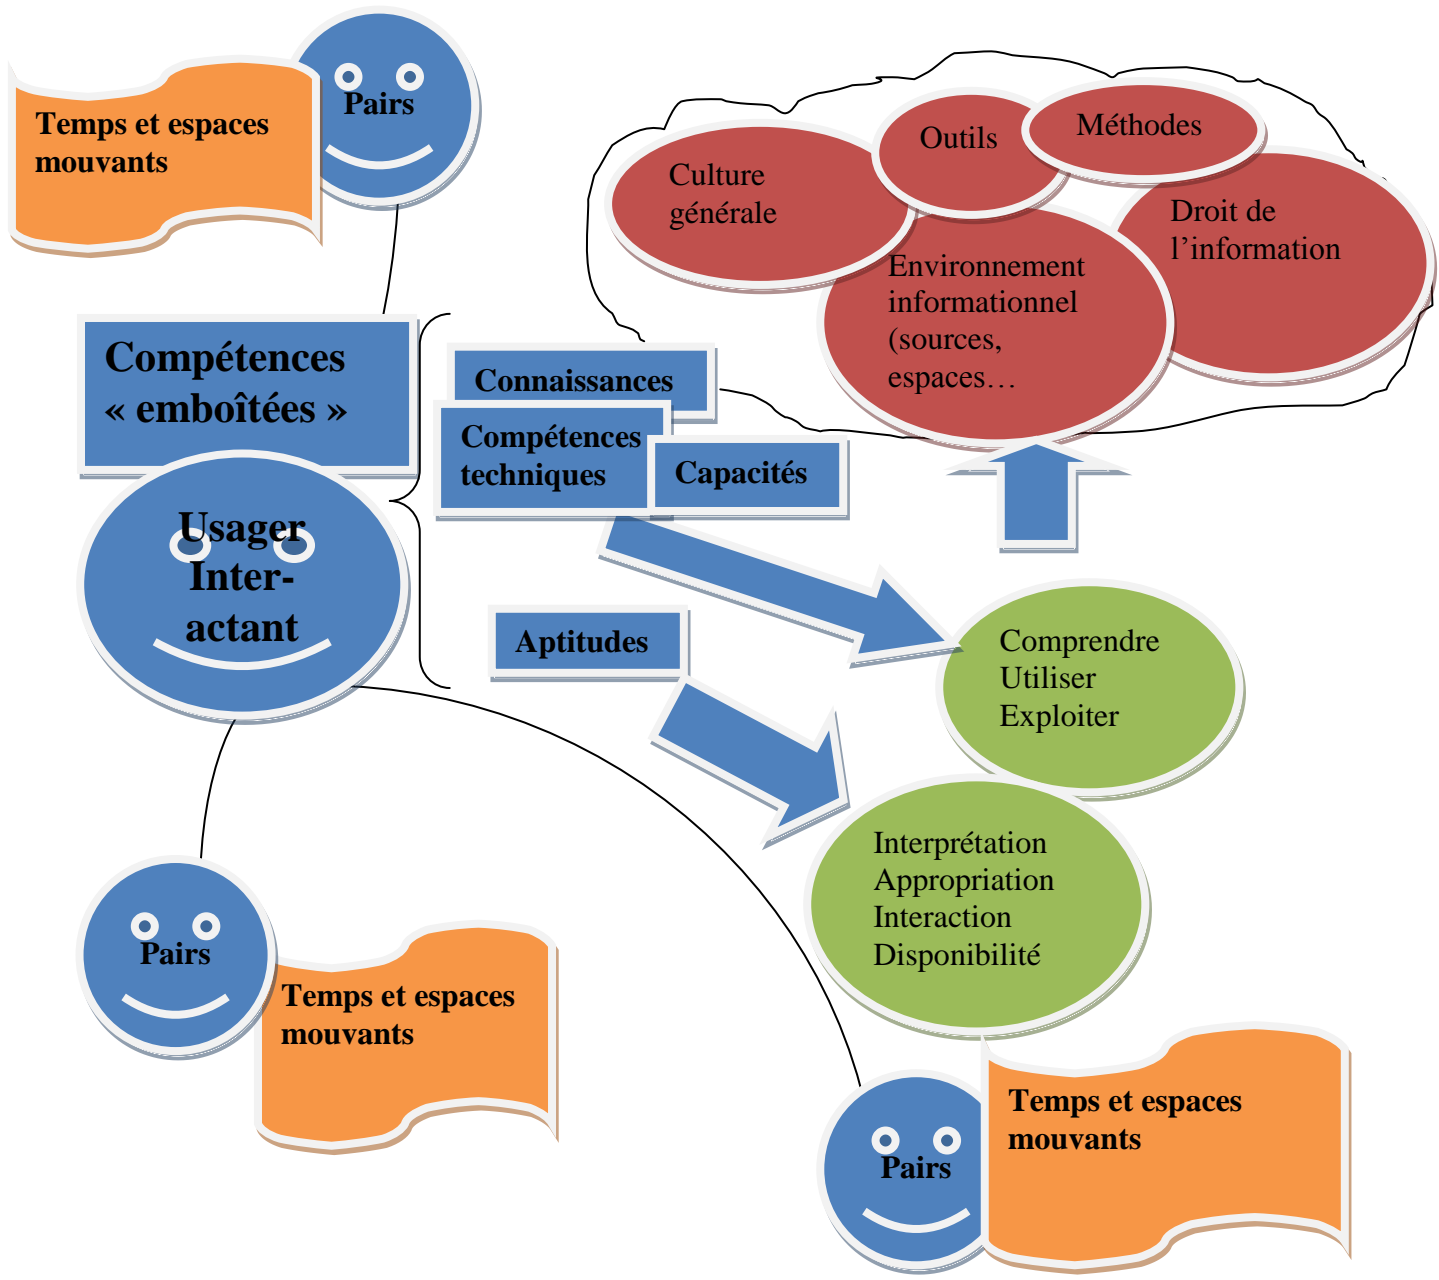 Pairs
Temps et espaces
mouvants
Culture
générale
Outils
Méthodes
Droit de
l’information
Environnement
informationnel
(sources,
espaces…
Compétences
« emboîtées »
Connaissances
Compétences
techniques
Capacités
Usager
Inter-
actant
Aptitudes
Comprendre
Utiliser
Exploiter
Interprétation
Appropriation
Interaction
Disponibilité
Pairs
Temps et espaces
mouvants
Pairs
Temps et espaces
mouvants